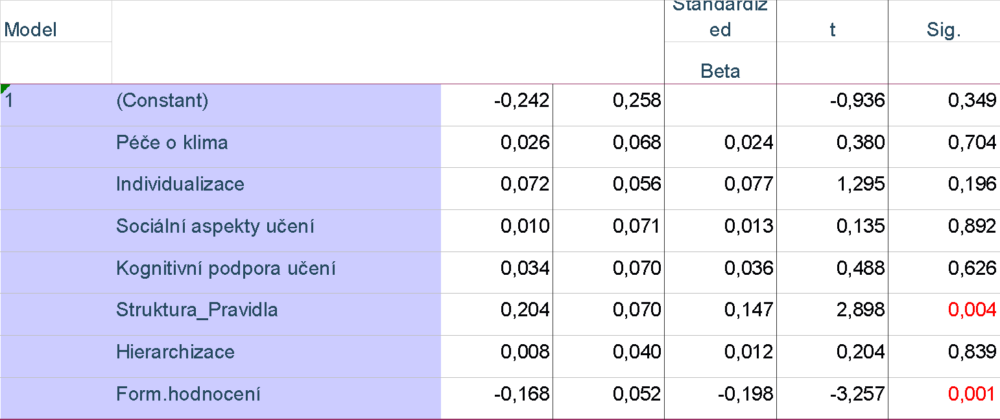 Standardiz
Model ed t Sig.
Beta
1 (Constant) -0,242 0,258 -0,936 0,349
Péče o klima 0,026 0,068 0,024 0,380 0,704
Individualizace 0,072 0,056 0,077 1,295 0,196
Sociální aspekty učení 0,010 0,071 0,013 0,135 0,892
Kognitivní podpora učení 0,034 0,070 0,036 0,488 0,626
Struktura_Pravidla 0,204 0,070 0,147 2,898 0,004
Hierarchizace 0,008 0,040 0,012 0,204 0,839
Form.hodnocení -0,168 0,052 -0,198 -3,257 0,001